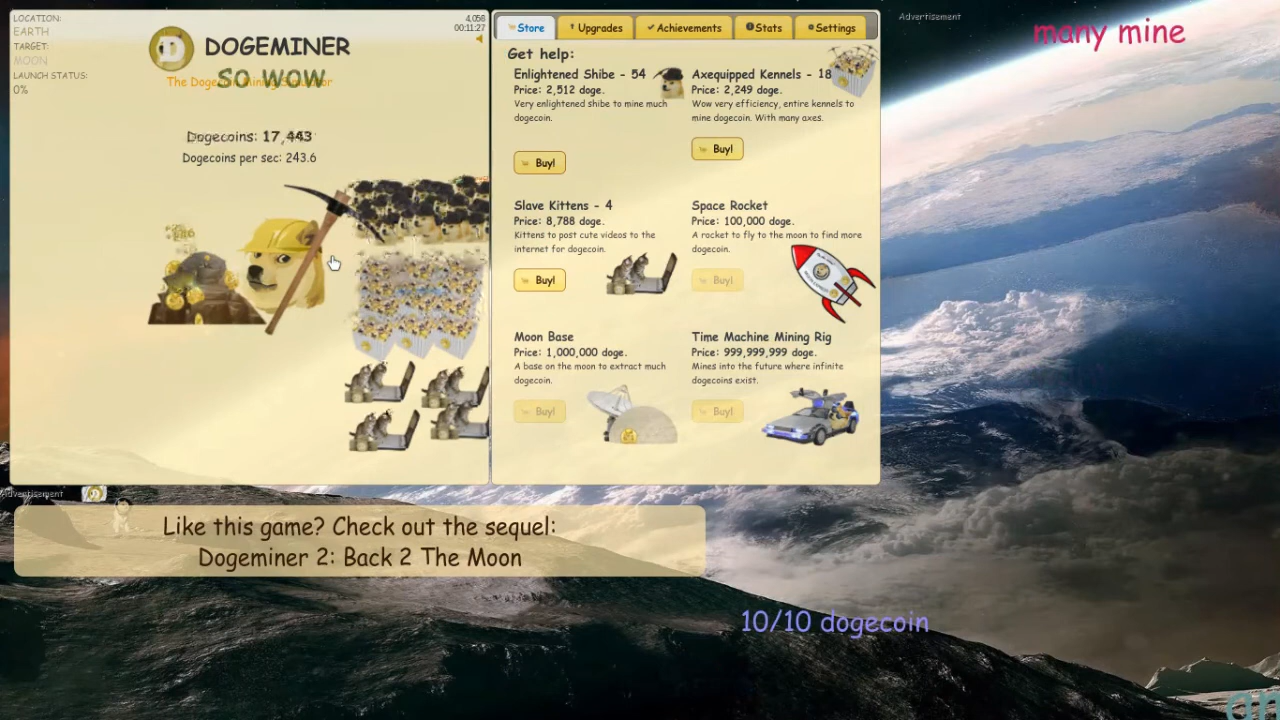 LOCATION:
EARTH
TARGET:
MOON
LAUNCH STATUS:
0%
4,056
00:11:27
DOGEMINER
SO WOW
The Dogecoin Mining Simulator
Dogecoins: 17,443
Dogecoins per sec: 243.6
Store
Upgrades
Achievements
Stats
Settings
Get help:
Enlightened Shibe - 54
Price: 2,512 doge.
Very enlightened shibe to mine much
dogecoin.
Buy!
Axequipped Kennels - 18
Price: 2,249 doge.
Wow very efficiency, entire kennels to
mine dogecoin. With many axes.
Buy!
Slave Kittens - 4
Price: 8,788 doge.
Kittens to post cute videos to the
internet for dogecoin.
Buy!
Space Rocket
Price: 100,000 doge.
A rocket to fly to the moon to find more
dogecoin.
Buy!
Moon Base
Price: 1,000,000 doge.
A base on the moon to extract much
dogecoin.
Buy!
Time Machine Mining Rig
Price: 999,999,999 doge.
Mines into the future where infinite
dogecoins exist.
Buy!
Advertisement
many mine
Advertisement
Like this game? Check out the sequel:
Dogeminer 2: Back 2 The Moon
10/10 dogecoin